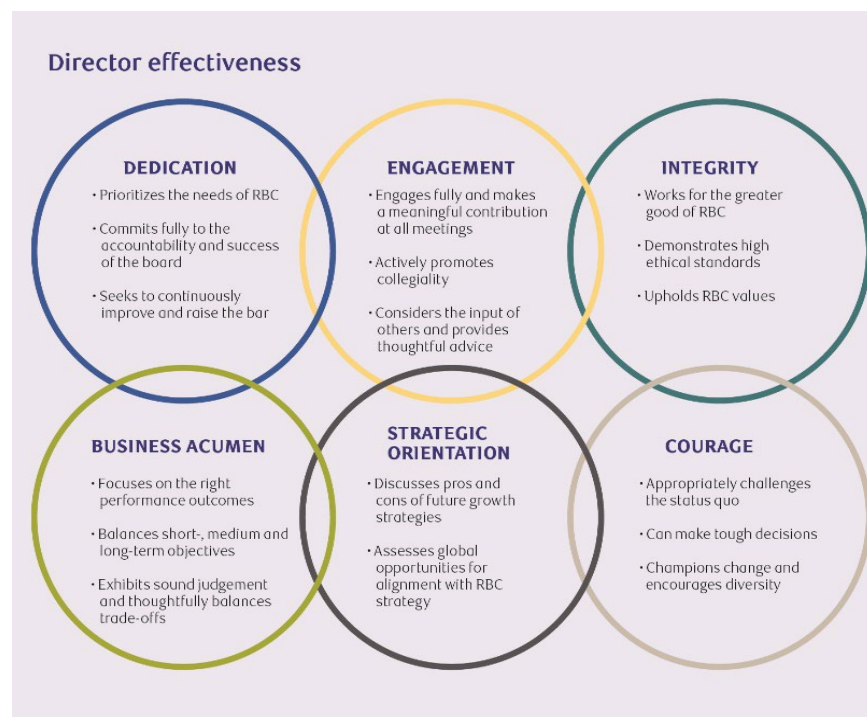 Director effectiveness
DEDICATION
• Prioritizes the needs of RBC
• Commits fully to the
accountability and success
of the board
• Seeks to continuously
improve and raise the bar
ENGAGEMENT
• Engages fully and makes
a meaningful contribution
at all meetings
• Actively promotes
collegiality
• Considers the input of
others and provides
thoughtful advice
INTEGRITY
• Works for the greater
good of RBC
• Demonstrates high
ethical standards
• Upholds RBC values
BUSINESS ACUMEN
• Focuses on the right
performance outcomes
• Balances short-, medium and
long-term objectives
• Exhibits sound judgement
and thoughtfully balances
trade-offs
STRATEGIC
ORIENTATION
• Discusses pros and
cons of future growth
strategies
• Assesses global
opportunities for
alignment with RBC
strategy
COURAGE
• Appropriately challenges
the status quo
• Can make tough decisions
• Champions change and
encourages diversity